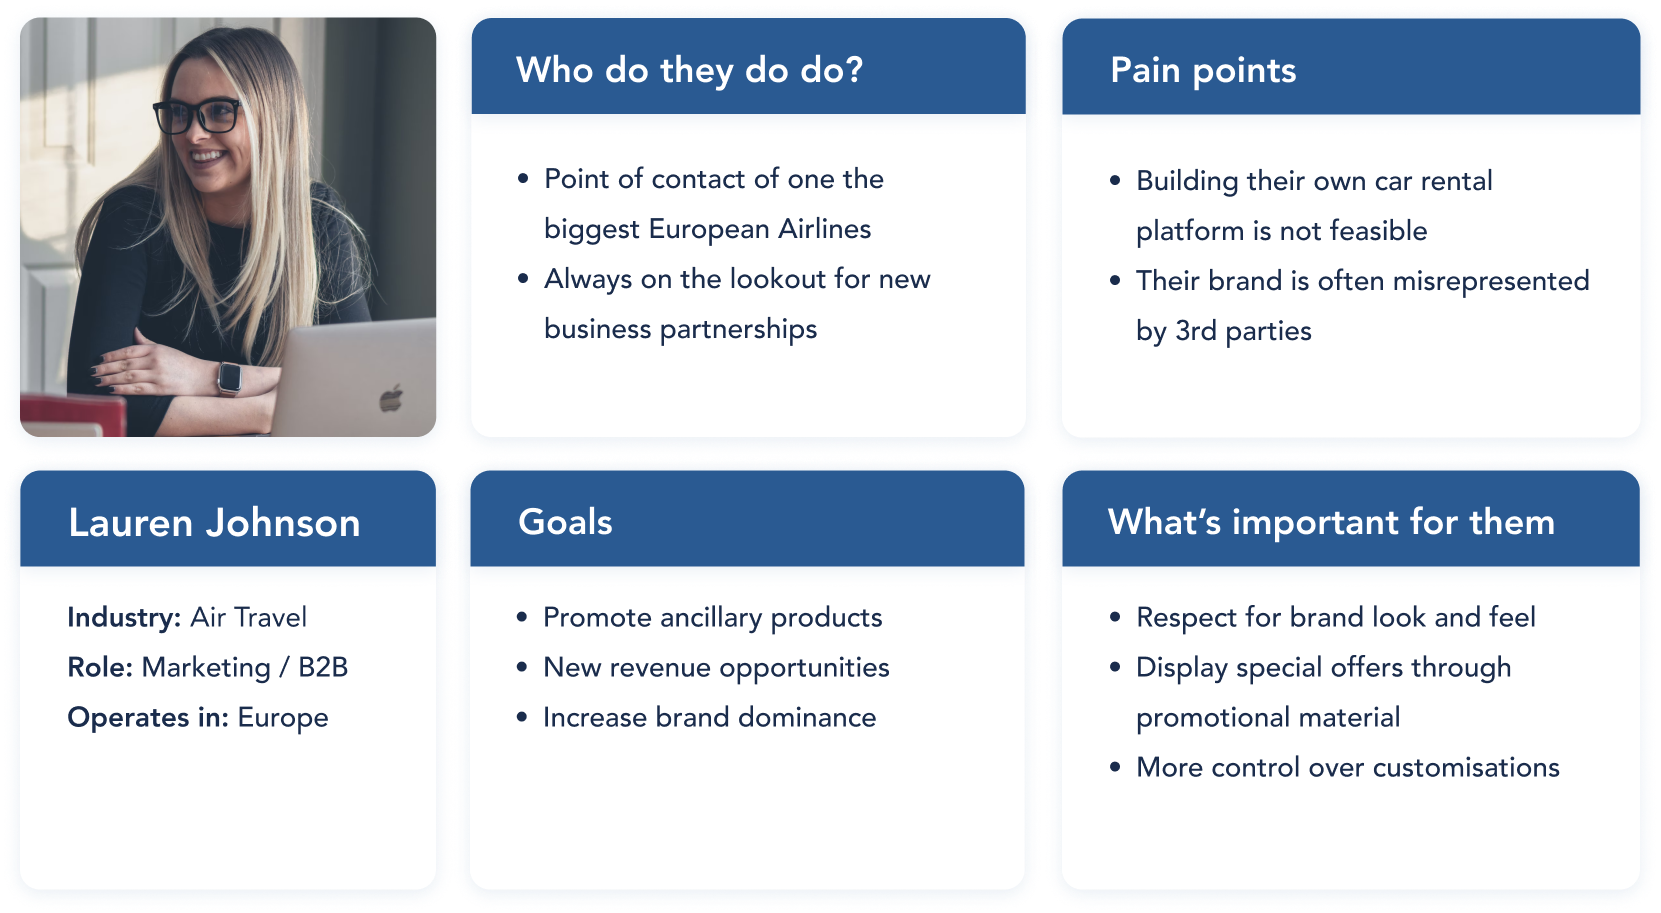 Who do they do do?
• Point of contact of one the
biggest European Airlines
• Always on the lookout for new
business partnerships
Pain points
• Building their own car rental
platform is not feasible
• Their brand is often misrepresented
by 3rd parties
Lauren Johnson
Industry: Air Travel
Role: Marketing / B2B
Operates in: Europe
Goals
• Promote ancillary products
• New revenue opportunities
• Increase brand dominance
What’s important for them
• Respect for brand look and feel
• Display special offers through
promotional material
• More control over customisations